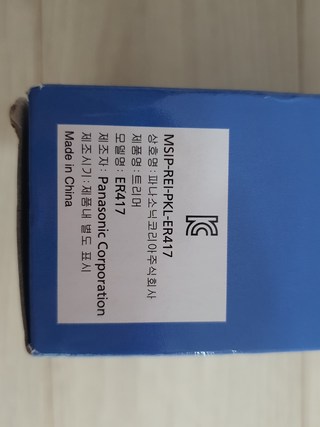 MSIP-REI-PKL-ER417
상호명 : 파나소닉코리아주식회사
제품명 : 트리머
모델명 : ER417
제조자 : Panasonic Corporation
제조시기 : 제품내 별도 표시
Made in China